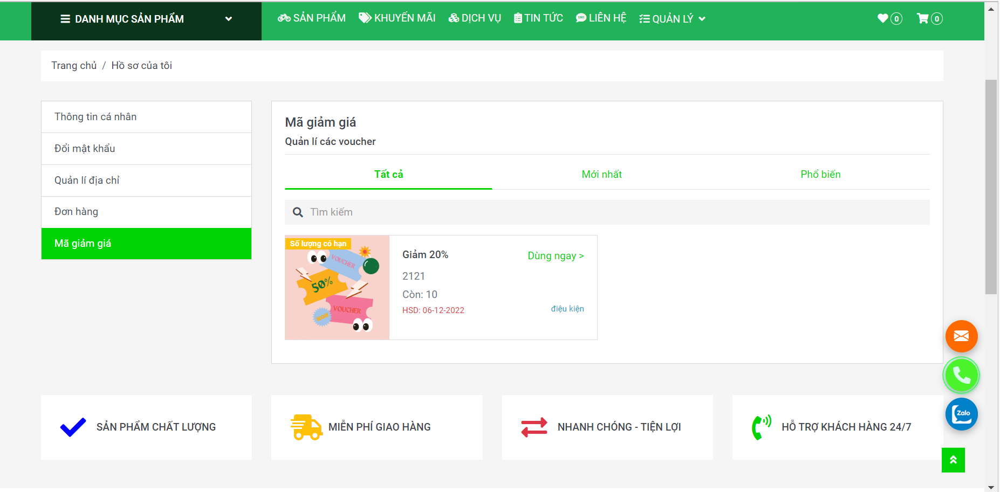 DANH MỤC SẢN PHẨM
SẢN PHẨM
KHUYẾN MÃI
DỊCH VỤ
TIN TỨC
SMS
LIÊN HỆ
QUẢN LÝ
0
0
Trang chủ / Hồ sơ của tôi
Thông tin cá nhân
Đổi mật khẩu
Quản lí địa chỉ
Đơn hàng
Mã giảm giá
Mã giảm giá
Quản lí các voucher
Tất cả
Mới nhất
Phổ biến
Tìm kiếm
Số lượng có hạn
VOUCHER
50%
VOUCHER
WOW
Giảm 20%
Dùng ngay >
2121
Còn: 10
HSD: 06-12-2022
điệu kiện
Zalo
SẢN PHẨM CHẤT LƯỢNG
MIỄN PHÍ GIAO HÀNG
NHANH CHÓNG - TIỆN LỢI
HỖ TRỢ KHÁCH HÀNG 24/7